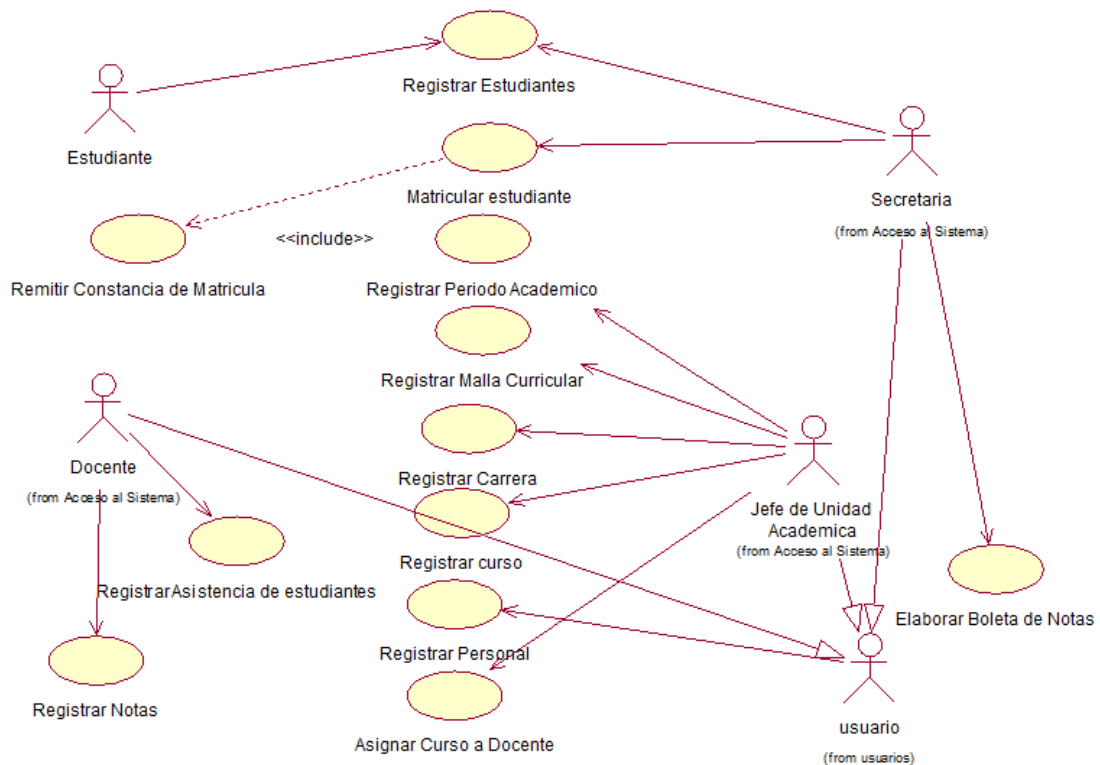 Registrar Estudiantes
Estudiante
Matricular estudiante
Secretaria
(from Acceso al Sistema)
<<include>>
Remitir Constancia de Matricula
Registrar Periodo Academico
Registrar Malla Curricular
Docente
(from Acceso al Sistema)
Registrar Carrera
Jefe de Unidad
Academica
(from Acceso al Sistema)
Registrar curso
Registrar Asistencia de estudiantes
Elaborar Boleta de Notas
Registrar Personal
Registrar Notas
usuario
(from usuarios)
Asignar Curso a Docente